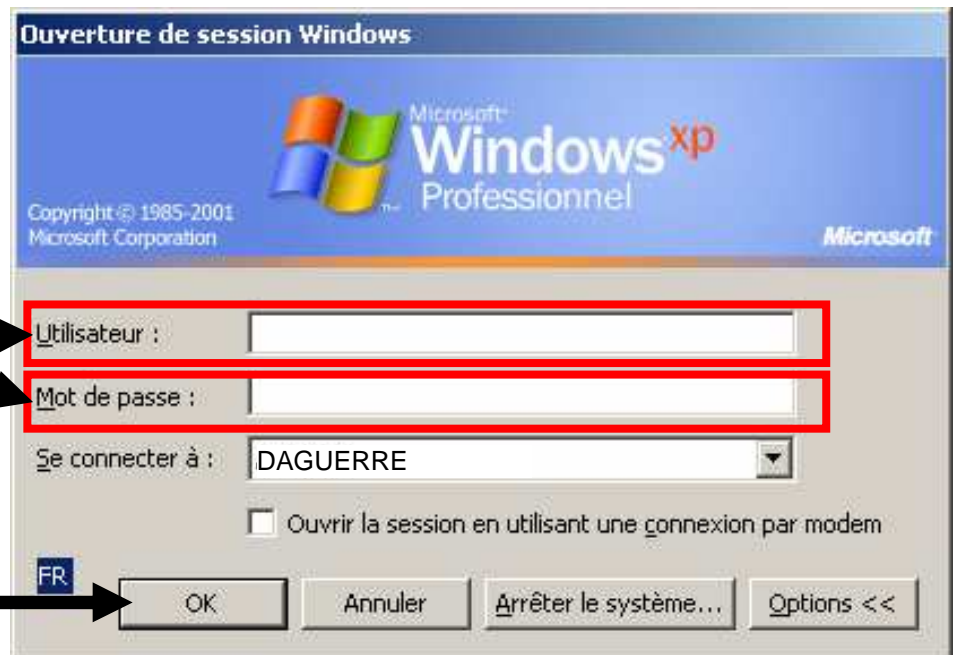 Ouverture de session Windows
Microsoft
Windows xp
Professionnel
Copyright © 1985-2001
Microsoft Corporation
Microsoft
Utilisateur :
Mot de passe :
Se connecter à : DAGUERRE
Ouvrir la session en utilisant une connexion par modem
FR
OK Annuler Arrêter le système... Options <<